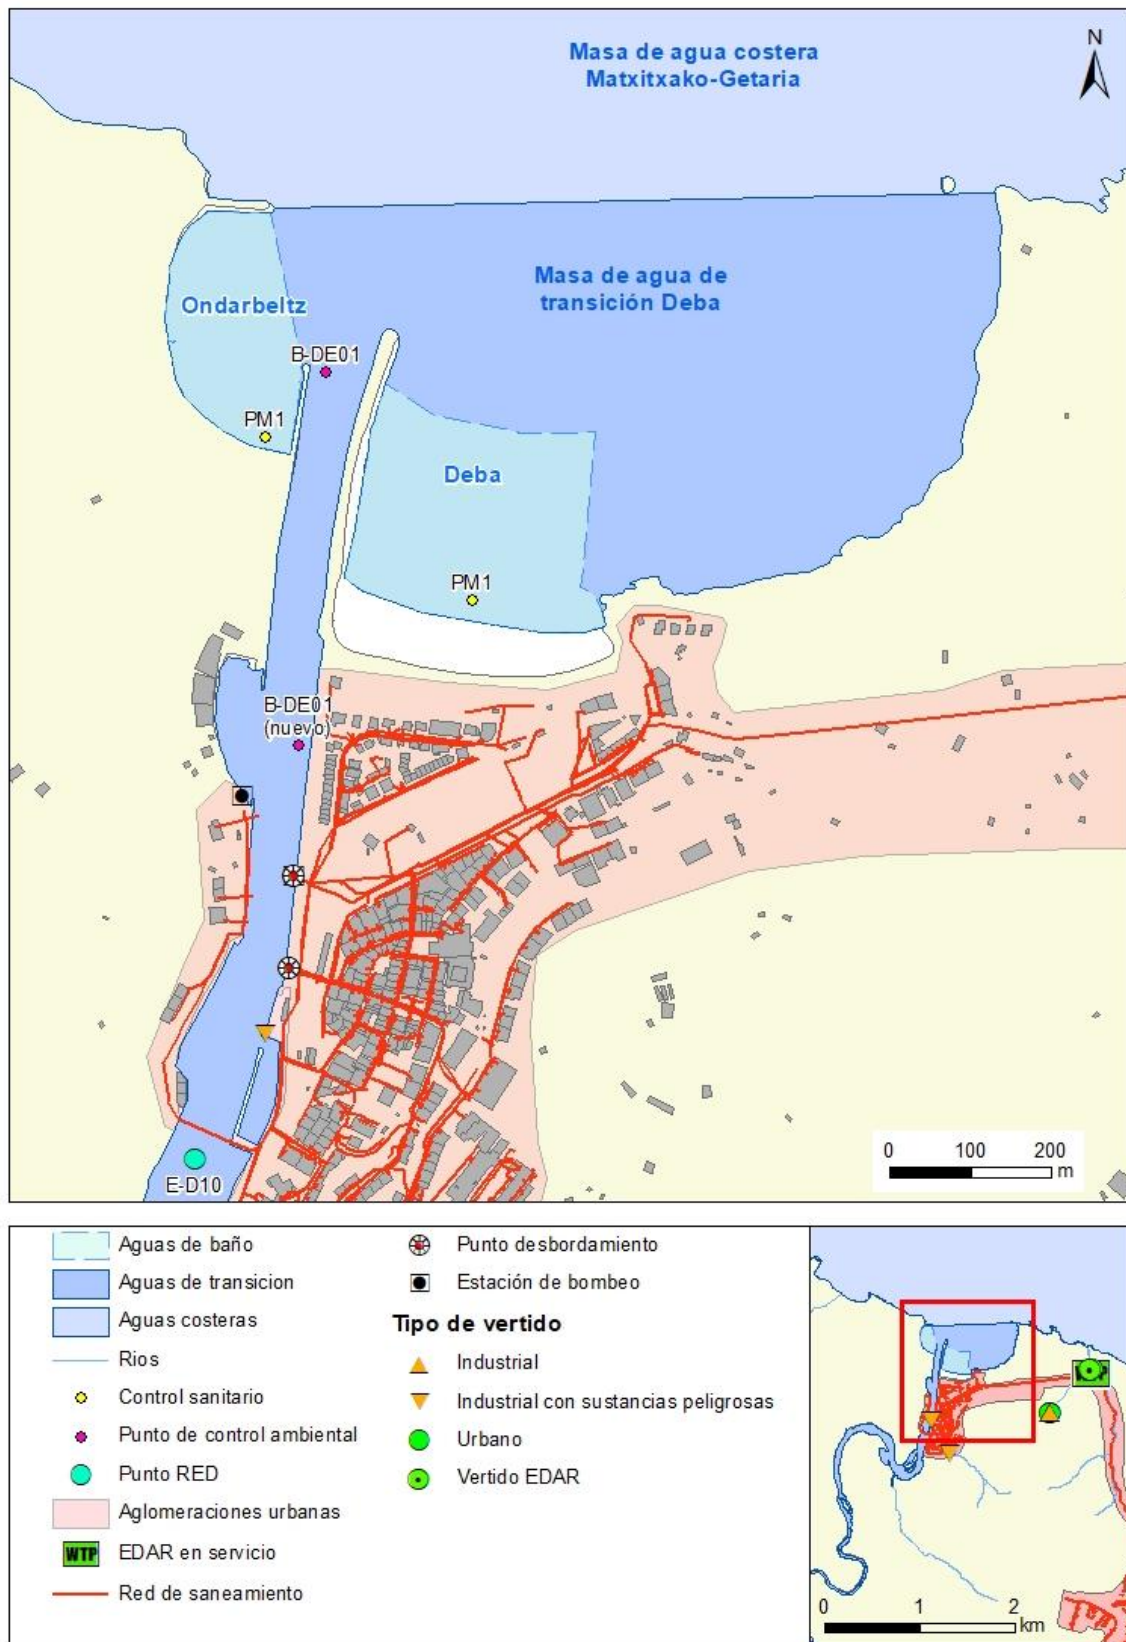 Masa de agua costera
Matxitxako-Getaria
N
Masa de agua de
transición Deba
Ondarbeltz
B-DE01
PM1
Deba
PM1
B-DE01
(nuevo)
0 100 200
m
E-D10
Aguas de baño
Aguas de transicion
Aguas costeras
Rios
Control sanitario
Punto de control ambiental
Punto RED
Aglomeraciones urbanas
WTP EDAR en servicio
Red de saneamiento
Punto desbordamiento
Estación de bombeo
Tipo de vertido
Industrial
Industrial con sustancias peligrosas
Urbano
Vertido EDAR
0 1 2
km